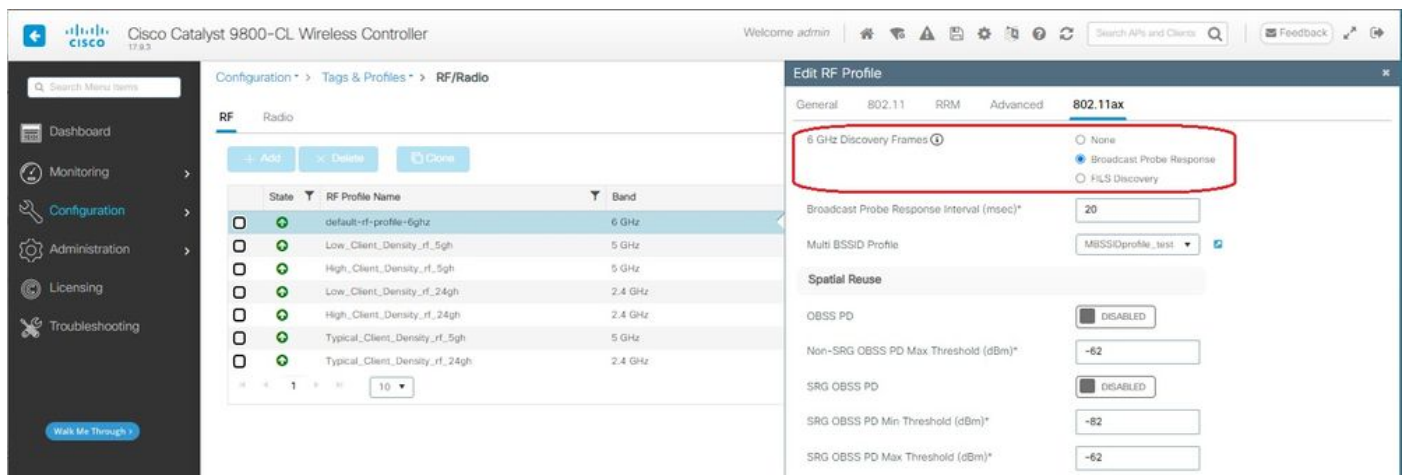 CISCO
Cisco Catalyst 9800-CL Wireless Controller
17.9.3
Welcome admin
Search APs and Clients
Feedback
Search Menu Items
Dashboard
Monitoring
Configuration
Administration
Licensing
Troubleshooting
Walk Me Through >
Configuration > Tags & Profiles > RF/Radio
RF Radio
+ Add × Delete Clone
State RF Profile Name Band
default-rf-profile-6ghz 6 GHz
Low_Client_Density_rf_5gh 5 GHz
High_Client_Density_rf_5gh 5 GHz
Low_Client_Density_rf_24gh 2.4 GHz
High_Client_Density_rf_24gh 2.4 GHz
Typical_Client_Density_rf_5gh 5 GHz
Typical_Client_Density_rf_24gh 2.4 GHz
1 10
Edit RF Profile
General 802.11 RRM Advanced 802.11ax
6 GHz Discovery Frames None
Broadcast Probe Response
FILS Discovery
Broadcast Probe Response Interval (msec)* 20
Multi BSSID Profile MBSSIDprofile_test
Spatial Reuse
OBSS PD DISABLED
Non-SRG OBSS PD Max Threshold (dBm)* -62
SRG OBSS PD DISABLED
SRG OBSS PD Min Threshold (dBm)* -82
SRG OBSS PD Max Threshold (dBm)* -62